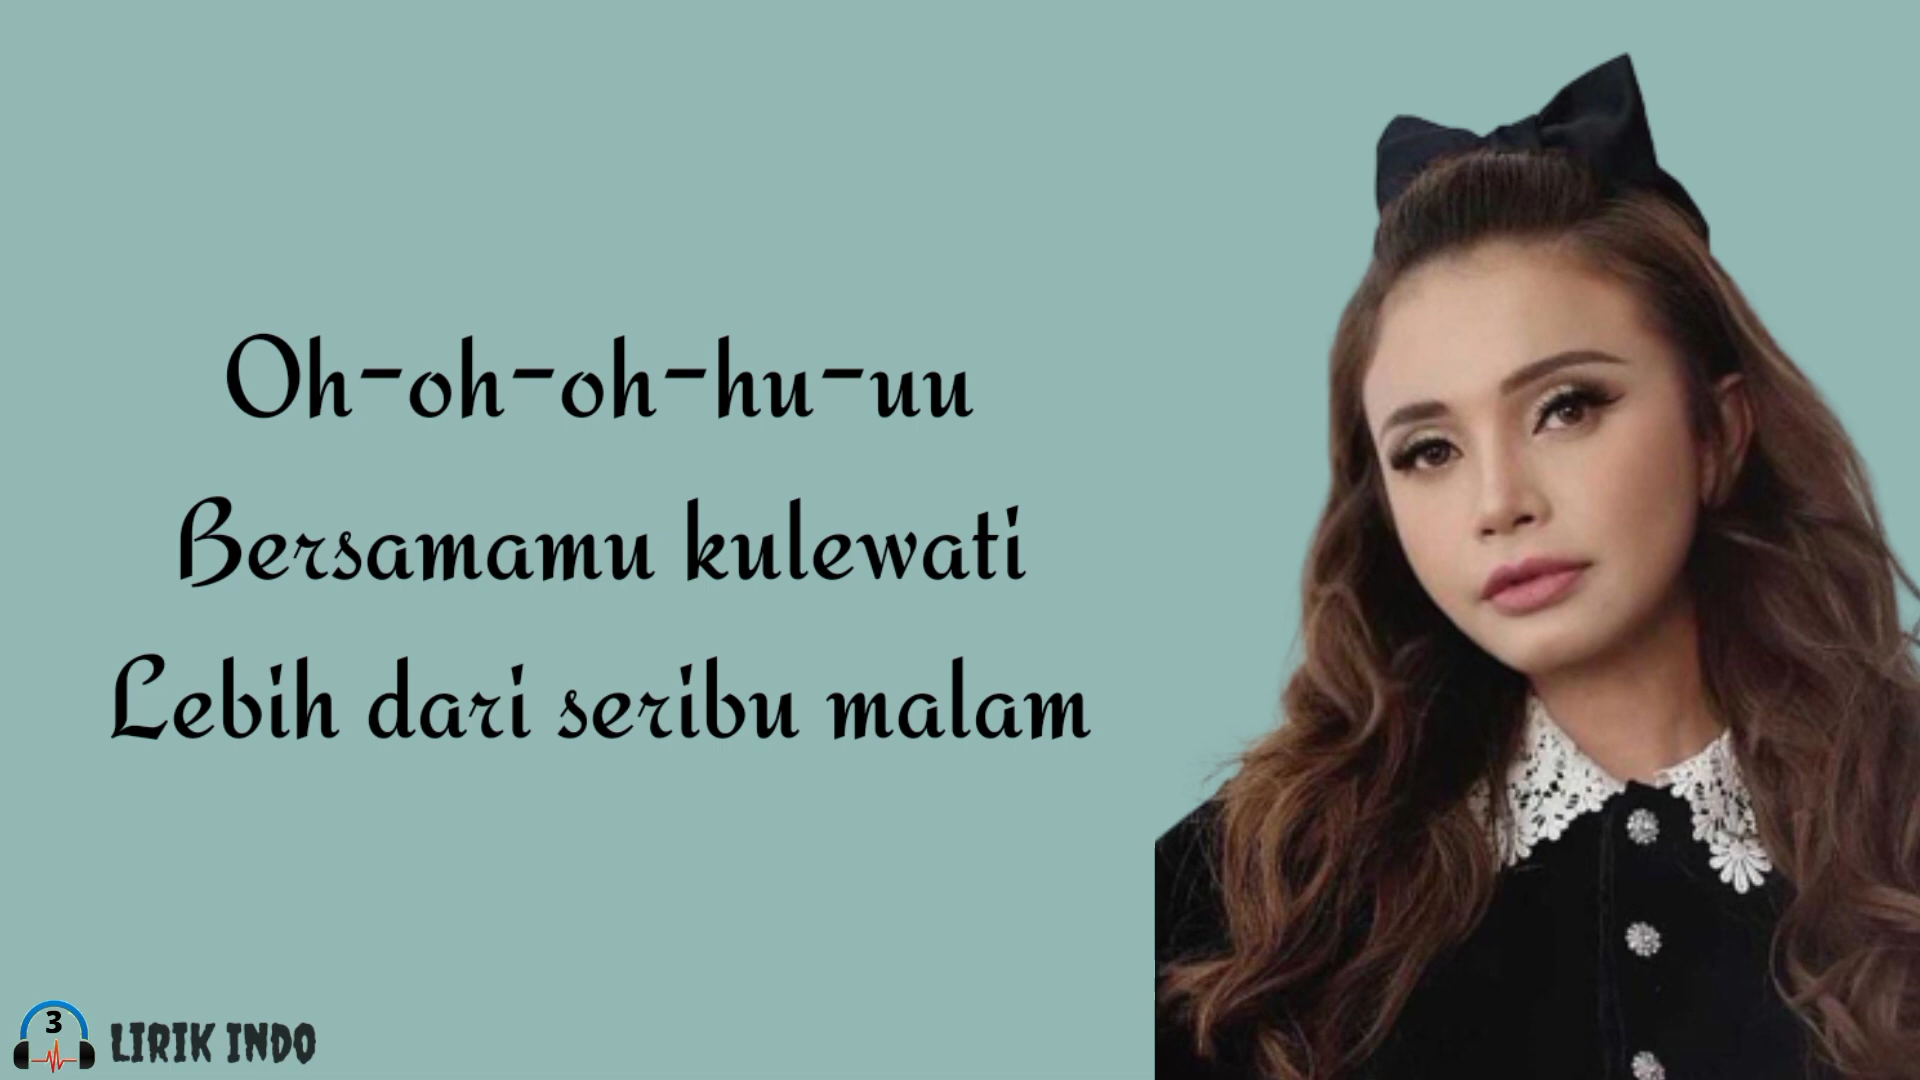 Oh-oh-oh-hu-uu
Bersamamu kulewati
Lebih dari seribu malam
3
LIRIK INDO